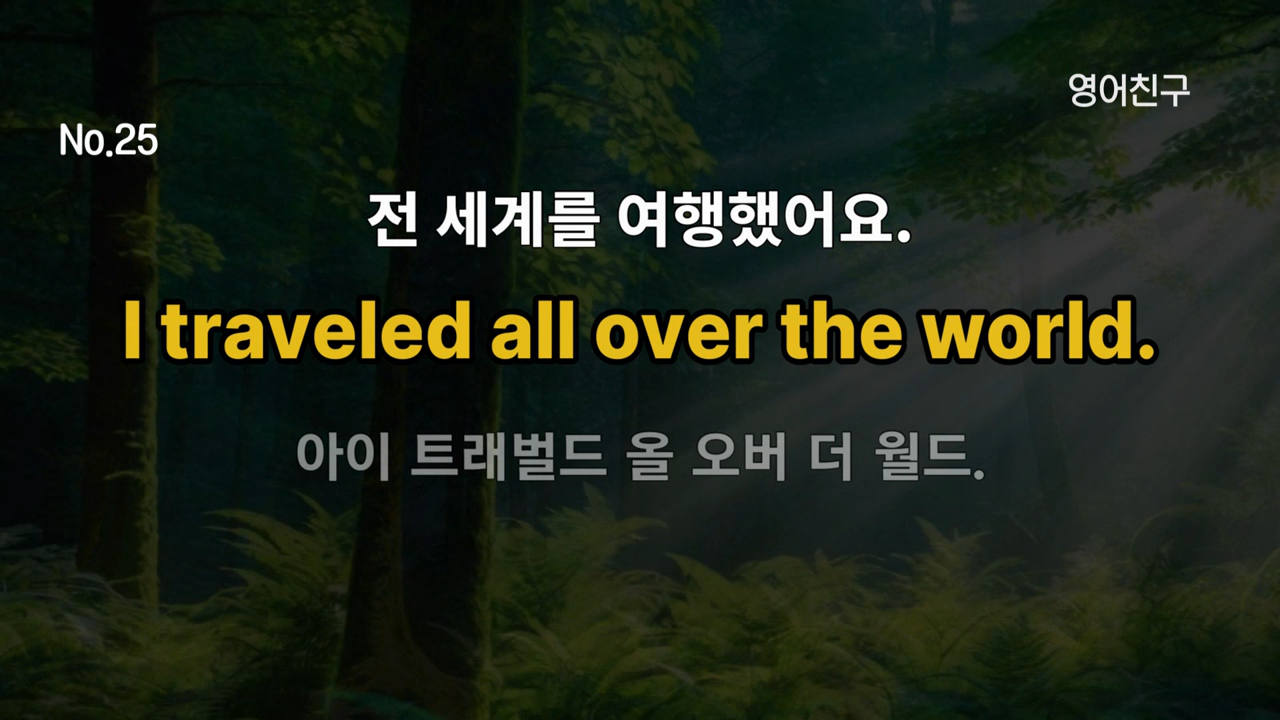 영어친구
No.25
전 세계를 여행했어요.
I traveled all over the world.
아이 트래벌드 올 오버 더 월드.